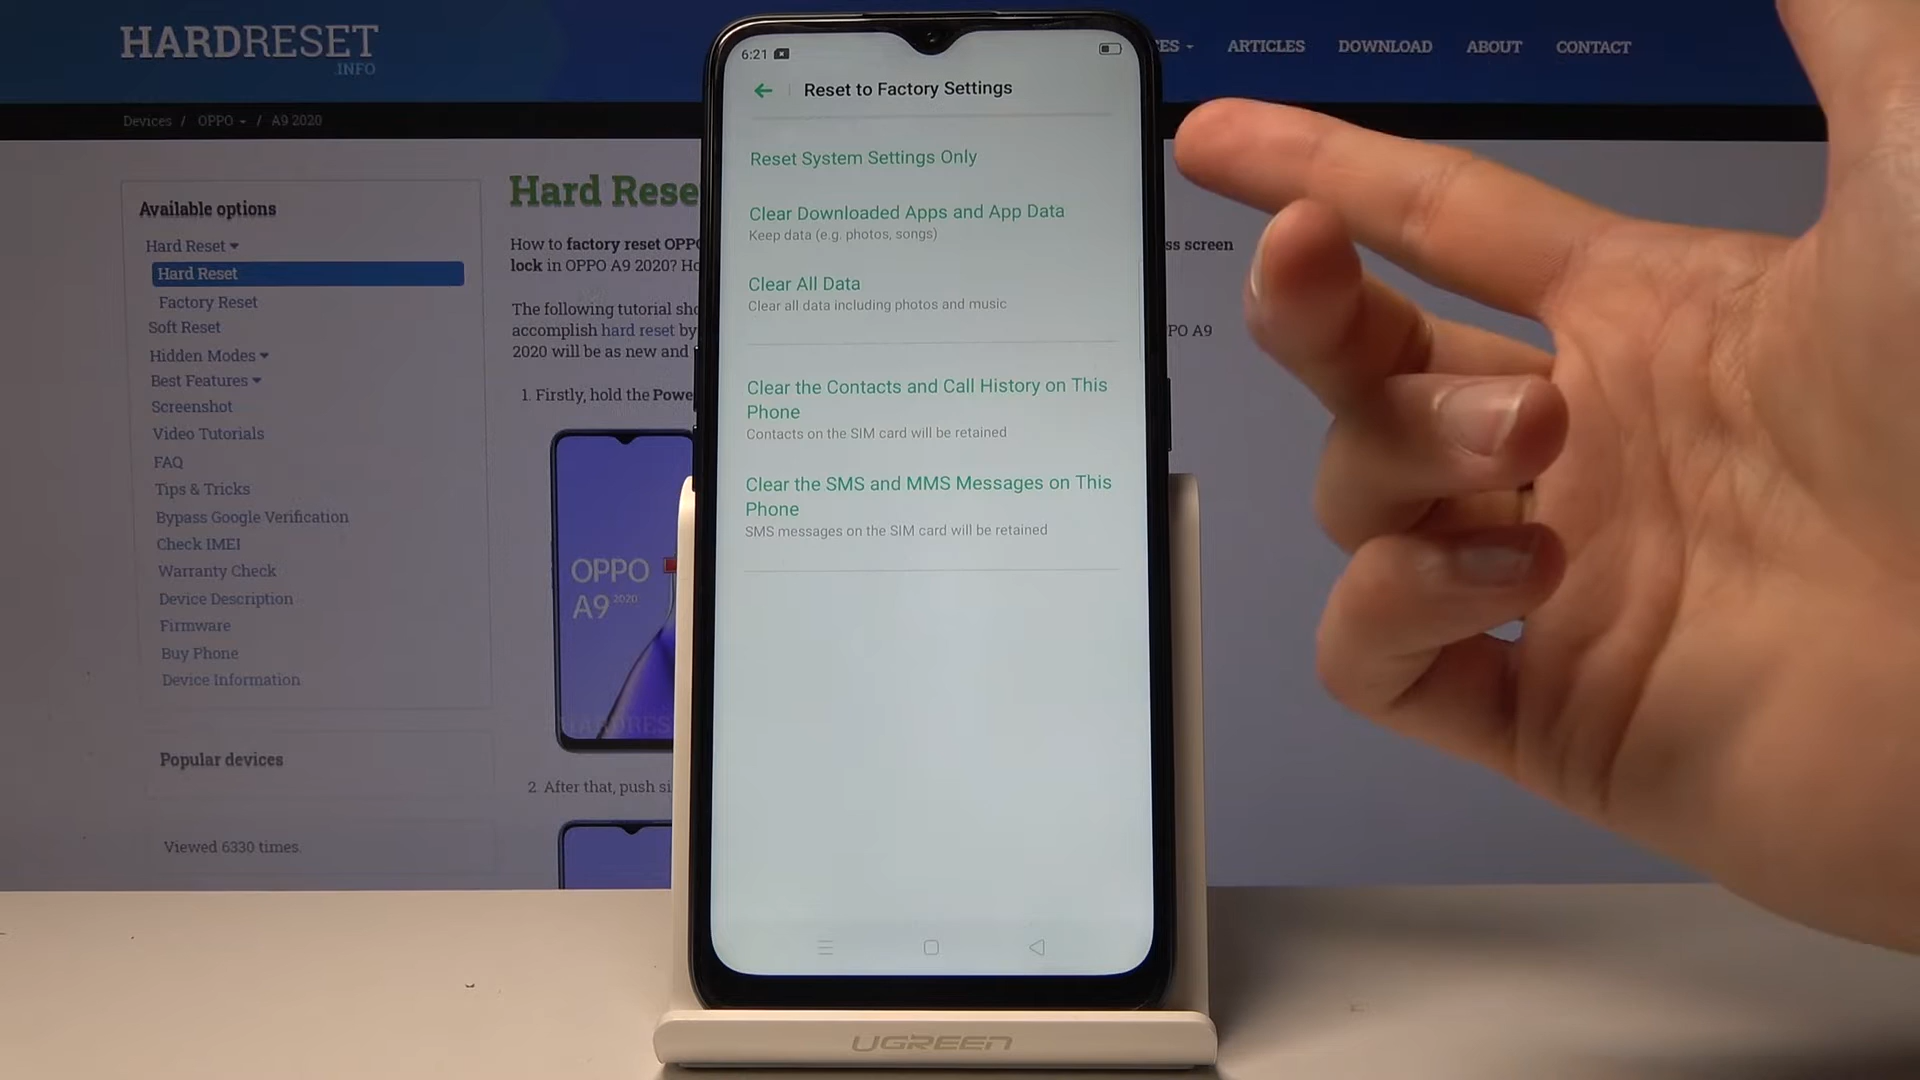 HARDRESET
.INFO
ES
ARTICLES
DOWNLOAD
ABOUT
CONTACT
Devices / OPPO / A9 2020
Available options
Hard Reset
Hard Reset
Factory Reset
Soft Reset
Hidden Modes
Best Features
Screenshot
Video Tutorials
FAQ
Tips & Tricks
Bypass Google Verification
Check IMEI
Warranty Check
Device Description
Firmware
Buy Phone
Device Information
Popular devices
Viewed 6330 times.
Hard Rese
How to factory reset OPPO
lock in OPPO A9 2020?
The following tutorial
accomplish hard reset by
2020 will be as new and
1. Firstly, hold the Powe
OPPO
A9 2020
2. After that, push si
ss screen
PO A9
6:21
Reset to Factory Settings
Reset System Settings Only
Clear Downloaded Apps and App Data
Keep data (e.g. photos, songs)
Clear All Data
Clear all data including photos and music
Clear the Contacts and Call History on This
Phone
Contacts on the SIM card will be retained
Clear the SMS and MMS Messages on This
Phone
SMS messages on the SIM card will be retained
UGREEN